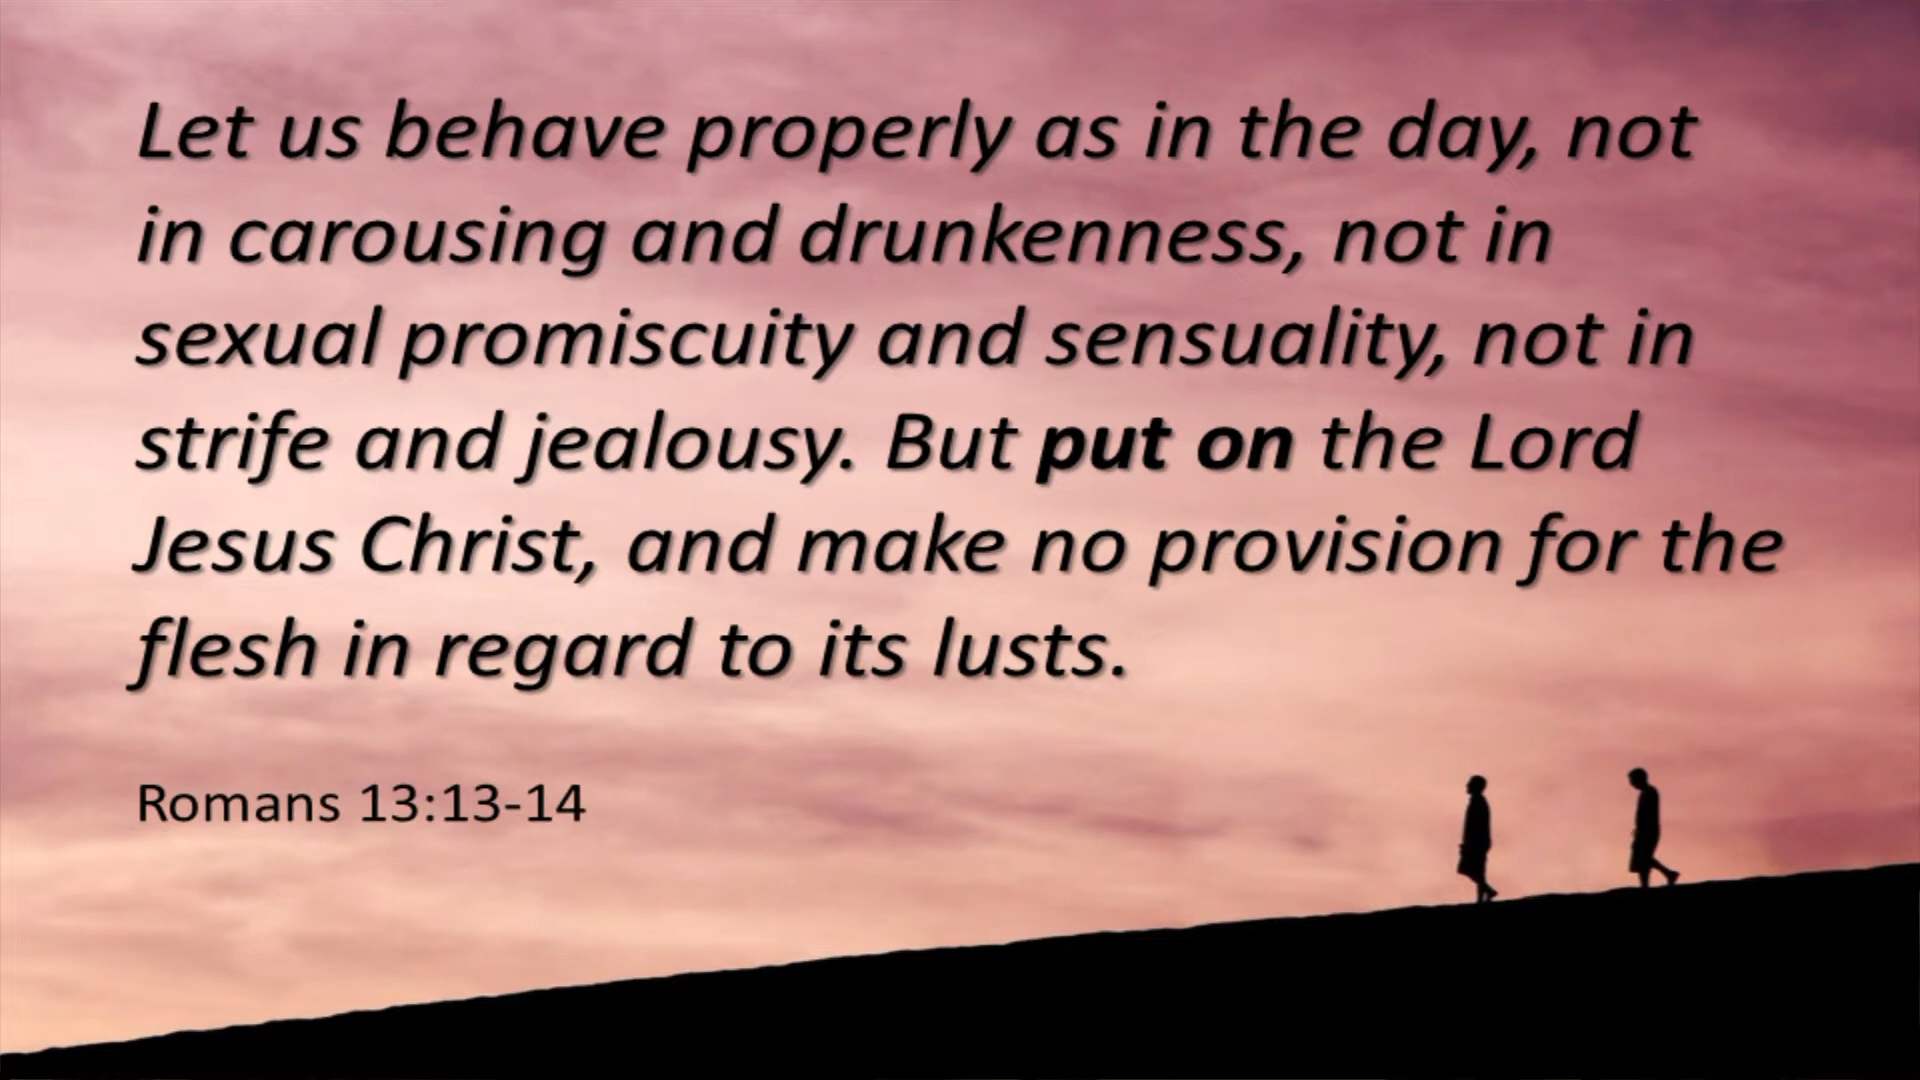 Let us behave properly as in the day, not
in carousing and drunkenness, not in
sexual promiscuity and sensuality, not in
strife and jealousy. But put on the Lord
Jesus Christ, and make no provision for the
flesh in regard to its lusts.
Romans 13:13-14